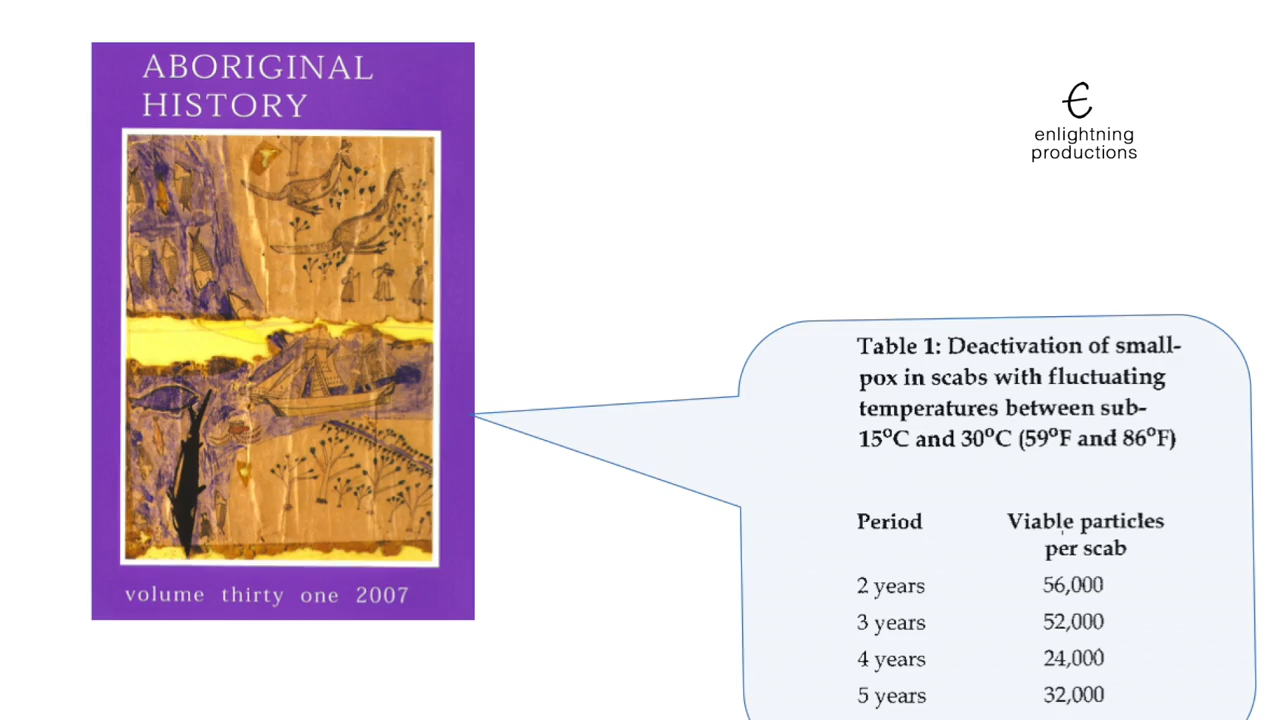 ABORIGINAL
HISTORY
volume thirty one 2007
enlightning
productions
Table 1: Deactivation of small-
pox in scabs with fluctuating
temperatures between sub-
15°C and 30°C (59°F and 86°F)
Period Viable particles
per scab
2 years 56,000
3 years 52,000
4 years 24,000
5 years 32,000